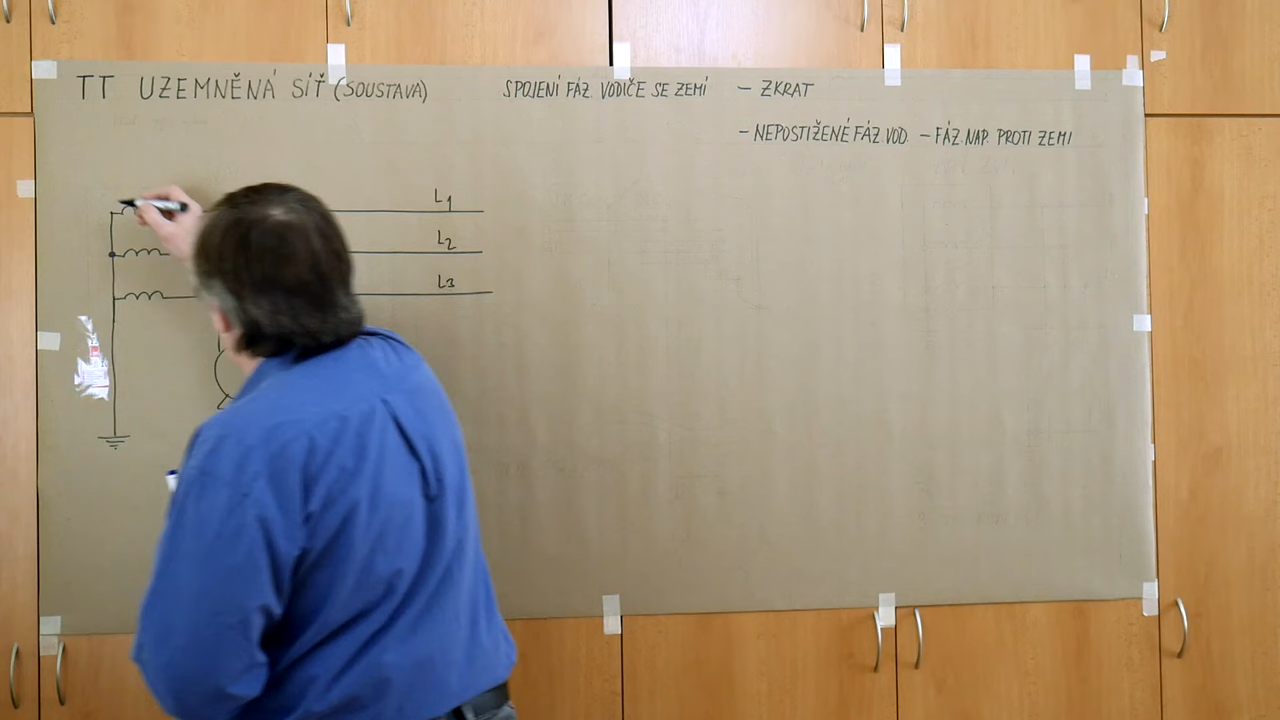 TT UZEMNĚNÁ SÍŤ (SOUSTAVA)
SPOJENÍ FÁZ. VODIČE SE ZEMÍ – ZKRAT
– NEPOSTIŽENÉ FÁZ. VOD. – FÁZ. NAP. PROTI ZEMI
L1
L2
L3